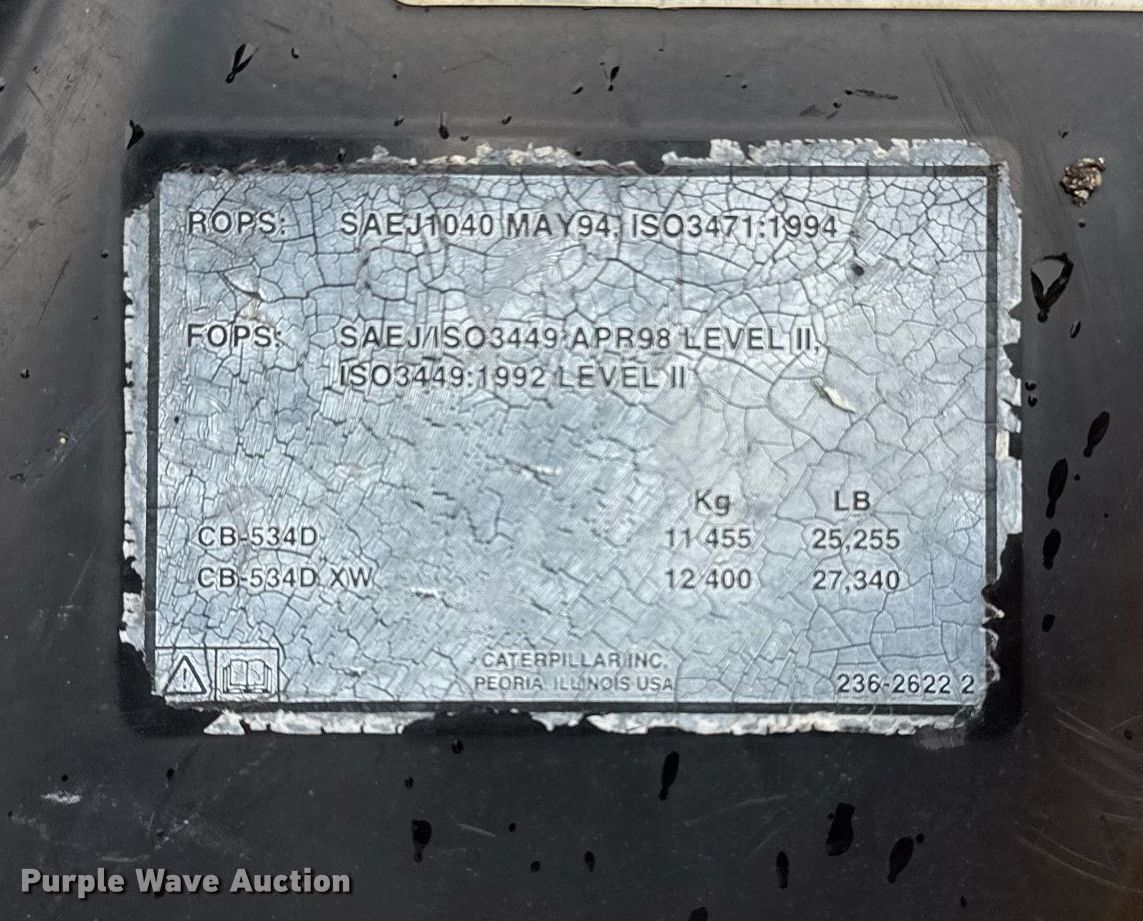 ROPS: SAEJ1040 MAY94, ISO3471:1994
FOPS: SAEJ/ISO3449:APR98 LEVEL II,
ISO3449:1992 LEVEL II
Kg LB
CB-534D 11 455 25,255
CB-534D XW 12 400 27,340
CATERPILLAR INC.
PEORIA ILLINOIS USA
236-2622 2
Purple Wave Auction